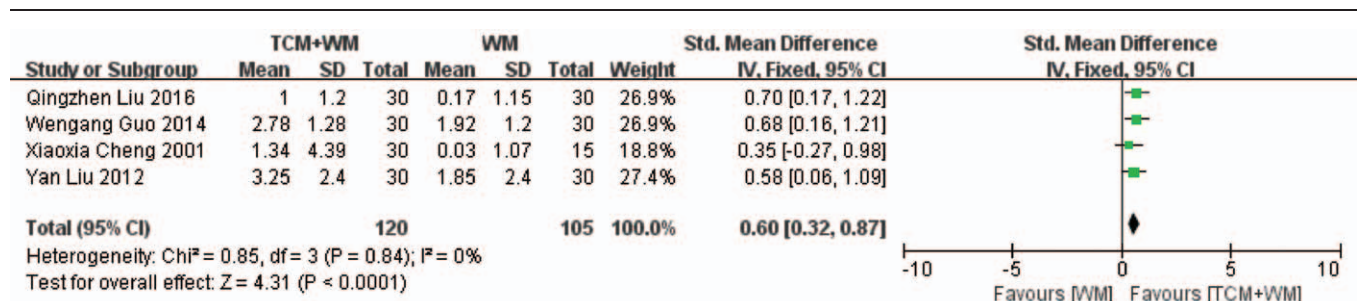 TCM+WM WM Std. Mean Difference Std. Mean Difference
Study or Subgroup Mean SD Total Mean SD Total Weight IV, Fixed, 95% CI IV, Fixed, 95% CI
Qingzhen Liu 2016 1 1.2 30 0.17 1.15 30 26.9% 0.70 [0.17, 1.22]
Wengang Guo 2014 2.78 1.28 30 1.92 1.2 30 26.9% 0.68 [0.16, 1.21]
Xiaoxia Cheng 2001 1.34 4.39 30 0.03 1.07 15 18.8% 0.35 [-0.27, 0.98]
Yan Liu 2012 3.25 2.4 30 1.85 2.4 30 27.4% 0.58 [0.06, 1.09]
Total (95% CI) 120 105 100.0% 0.60 [0.32, 0.87]
Heterogeneity: Chi² = 0.85, df = 3 (P = 0.84); I² = 0%
Test for overall effect: Z = 4.31 (P < 0.0001)
-10 -5 0 5 10
Favours [WM] Favours [TCM+WM]